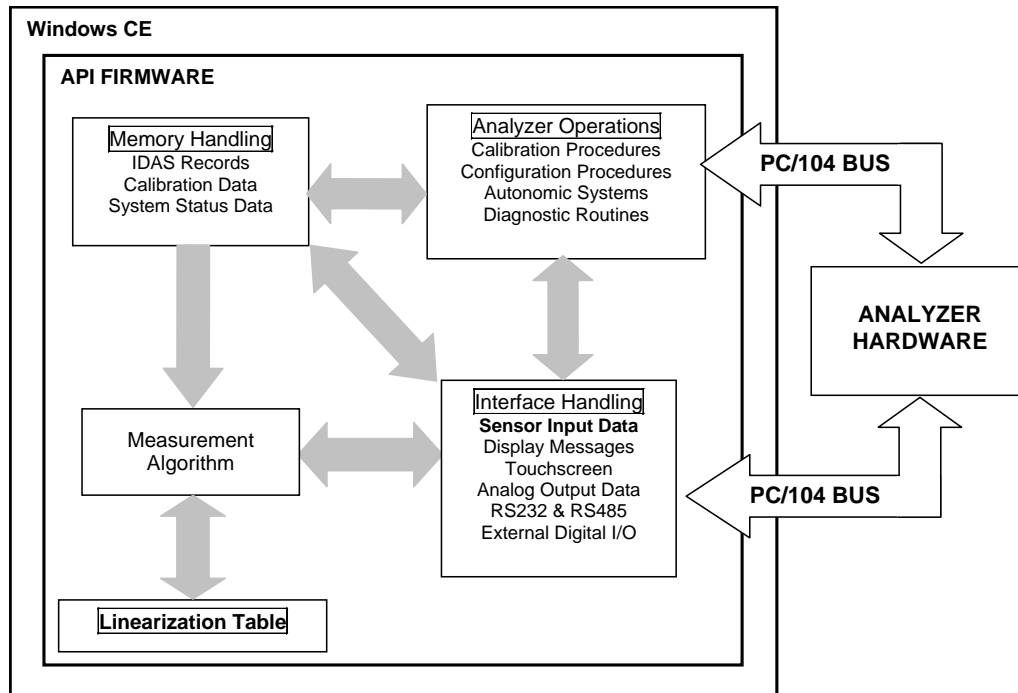 Windows CE
API FIRMWARE
Memory Handling
IDAS Records
Calibration Data
System Status Data
Analyzer Operations
Calibration Procedures
Configuration Procedures
Autonomic Systems
Diagnostic Routines
PC/104 BUS
ANALYZER
HARDWARE
Measurement
Algorithm
Interface Handling
Sensor Input Data
Display Messages
Touchscreen
Analog Output Data
RS232 & RS485
External Digital I/O
PC/104 BUS
Linearization Table